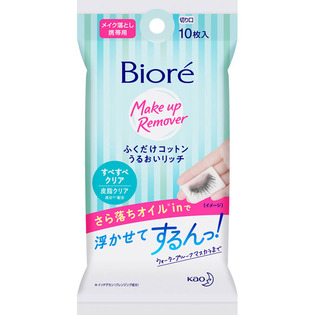 メイク落とし
携帯用
切り口
10枚入
Bioré
Make up
Remover
ふくだけコットン
うるおいリッチ
すべすべ
クリア
皮脂クリア
(イメージ)
さら落ちオイル*inで
浮かせてするんっ!
ウォータープルーフマスカラまで
Kao